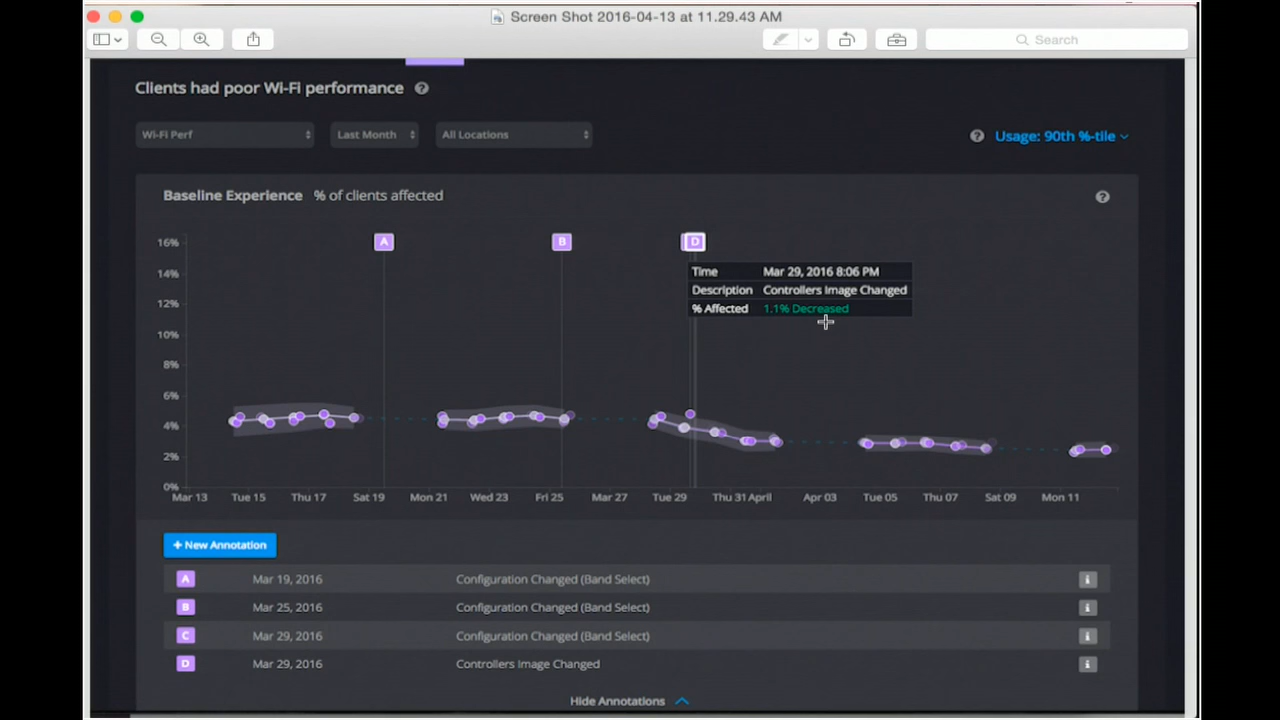 Screen Shot 2016-04-13 at 11.29.43 AM
Search
Clients had poor Wi-Fi performance ?
Wi-Fi Perf Last Month All Locations ? Usage: 90th %-tile
Baseline Experience % of clients affected ?
16% A B D
14%
12%
10%
8%
6%
4%
2%
0%
Time Mar 29, 2016 8:06 PM
Description Controllers Image Changed
% Affected 1.1% Decreased
Mar 13 Tue 15 Thu 17 Sat 19 Mon 21 Wed 23 Fri 25 Mar 27 Tue 29 Thu 31 April Apr 03 Tue 05 Thu 07 Sat 09 Mon 11
+ New Annotation
A Mar 19, 2016 Configuration Changed (Band Select) i
B Mar 25, 2016 Configuration Changed (Band Select) i
C Mar 29, 2016 Configuration Changed (Band Select) i
D Mar 29, 2016 Controllers Image Changed i
Hide Annotations